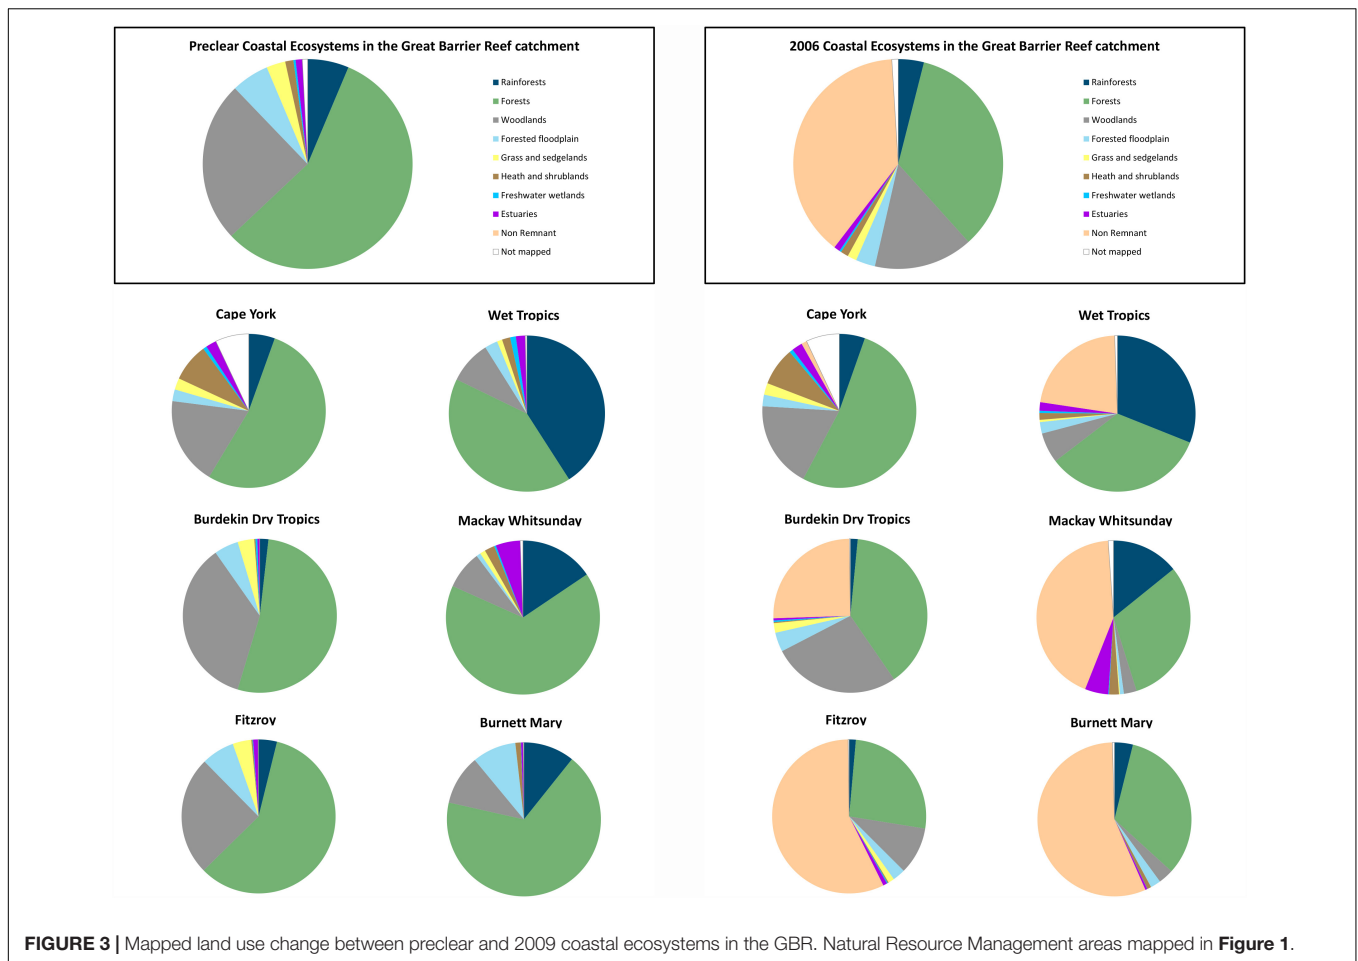 Preclear Coastal Ecosystems in the Great Barrier Reef catchment
Rainforests
Forests
Woodlands
Forested floodplain
Grass and sedgelands
Heath and shrublands
Freshwater wetlands
Estuaries
Non Remnant
Not mapped
2006 Coastal Ecosystems in the Great Barrier Reef catchment
Rainforests
Forests
Woodlands
Forested floodplain
Grass and sedgelands
Heath and shrublands
Freshwater wetlands
Estuaries
Non Remnant
Not mapped
Cape York
Wet Tropics
Cape York
Wet Tropics
Burdekin Dry Tropics
Mackay Whitsunday
Burdekin Dry Tropics
Mackay Whitsunday
Fitzroy
Burnett Mary
Fitzroy
Burnett Mary
FIGURE 3 | Mapped land use change between preclear and 2009 coastal ecosystems in the GBR. Natural Resource Management areas mapped in Figure 1.